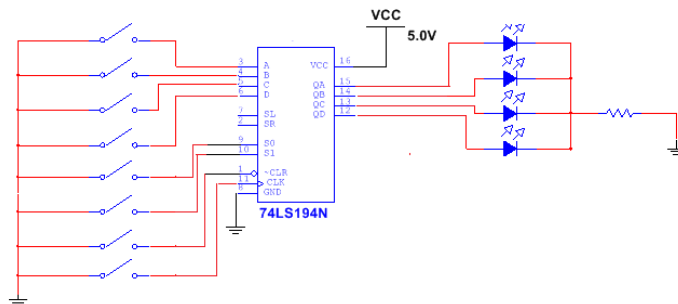 VCC
5.0V
3 A VCC 16
4 B
5 C QA 15
6 D QB 14
QC 13
7 SL QD 12
2 SR
9 S0
10 S1
1 ~CLR
11 CLK
8 GND
74LS194N